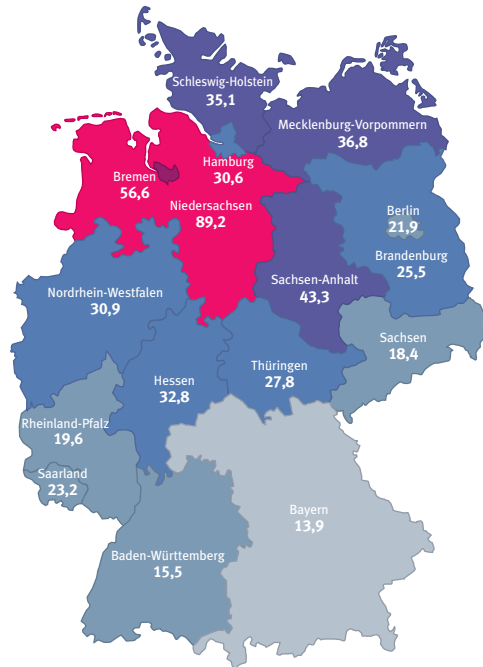 Schleswig-Holstein
35,1
Mecklenburg-Vorpommern
36,8
Hamburg
30,6
Bremen
56,6
Niedersachsen
89,2
Berlin
21,9
Brandenburg
25,5
Sachsen-Anhalt
43,3
Nordrhein-Westfalen
30,9
Sachsen
18,4
Thüringen
27,8
Hessen
32,8
Rheinland-Pfalz
19,6
Saarland
23,2
Bayern
13,9
Baden-Württemberg
15,5